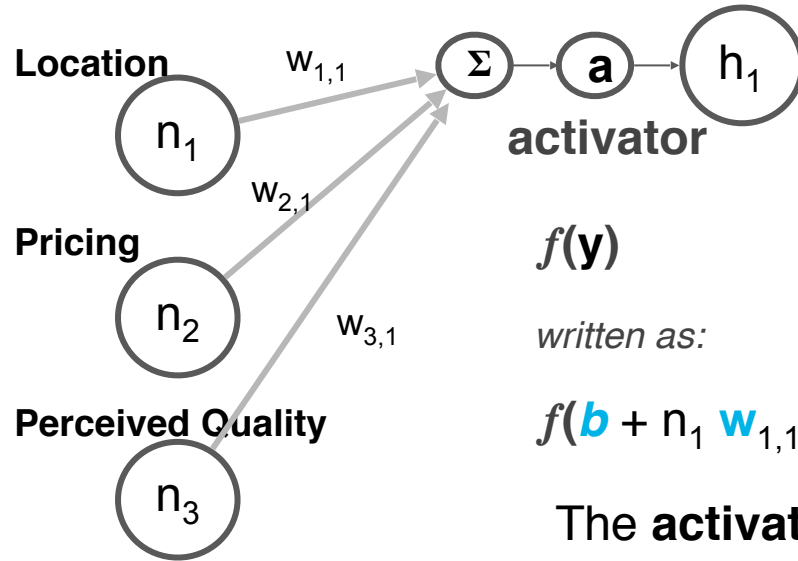 Location
w1,1
Σ
a
h1
n1
activator
w2,1
Pricing
f(y)
n2
w3,1
written as:
Perceived Quality
f(b + n1 w1,1
n3
The